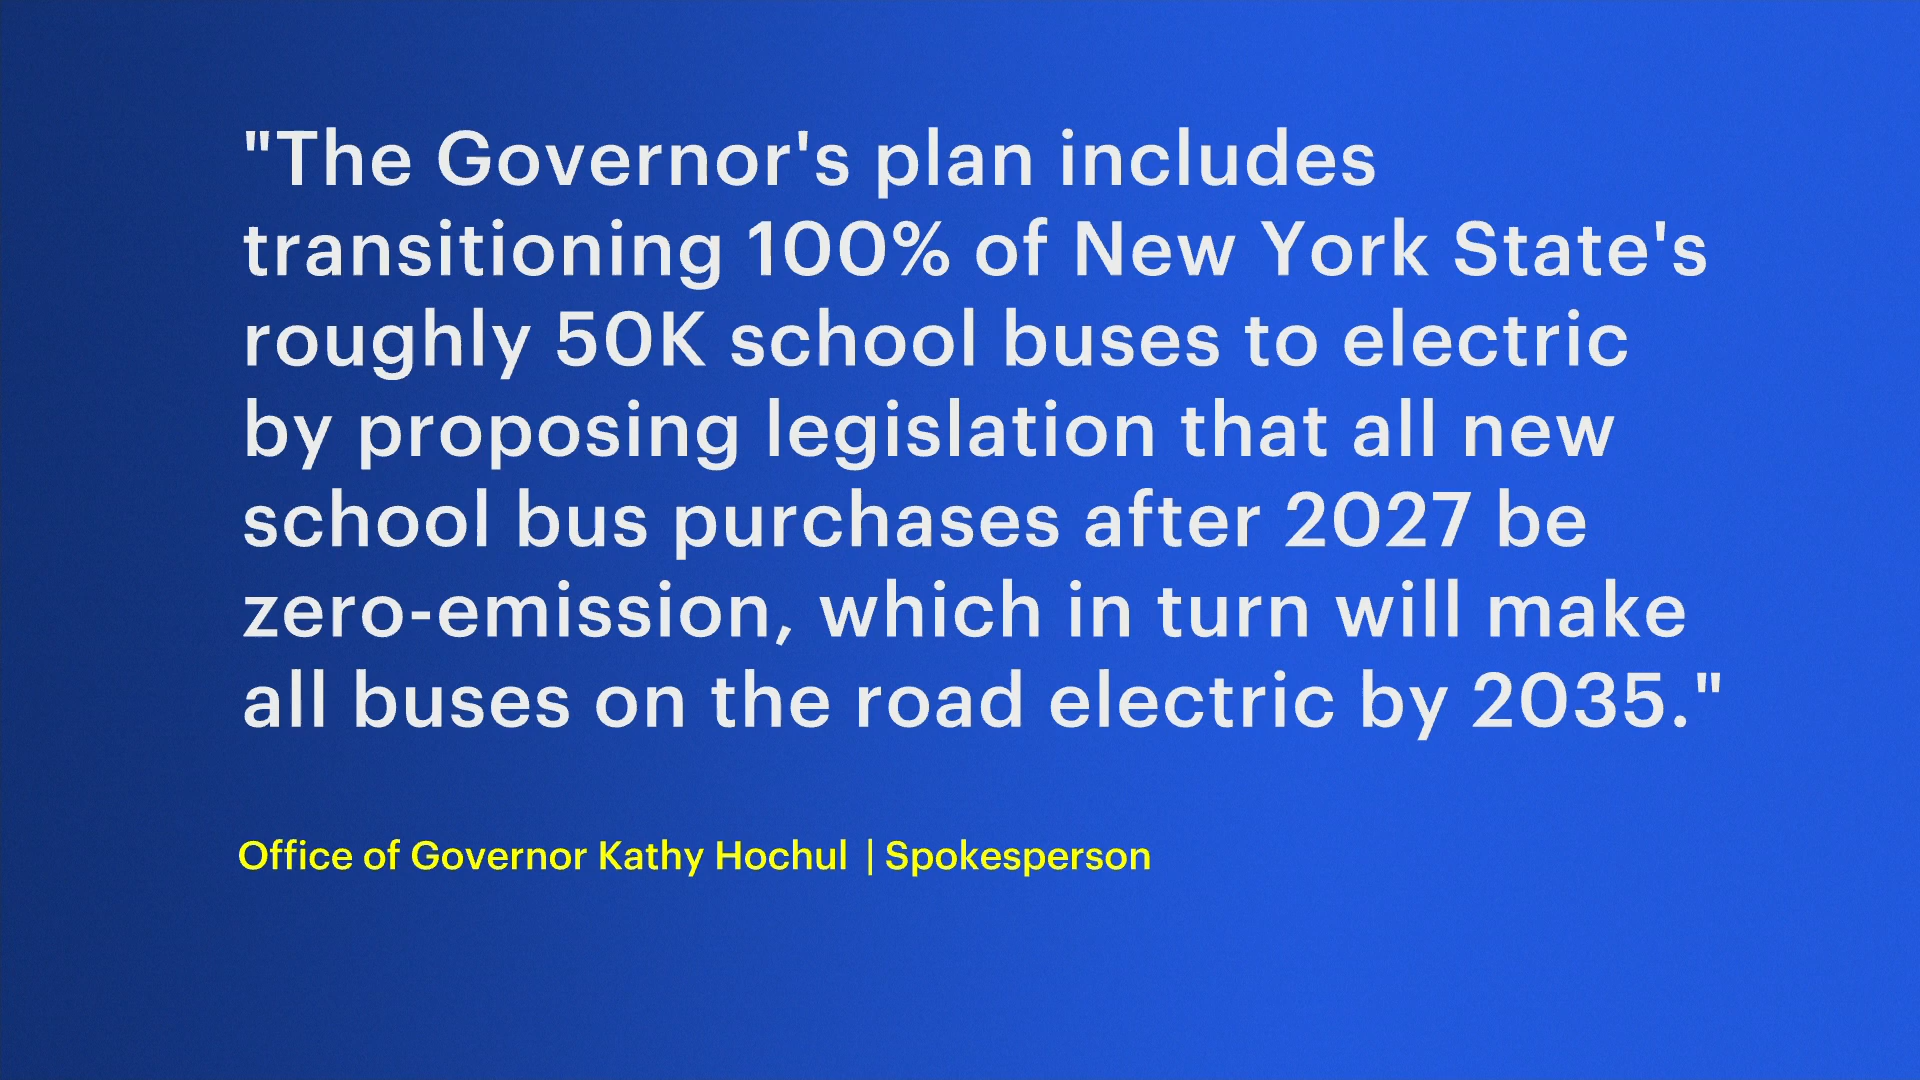 "The Governor's plan includes
transitioning 100% of New York State's
roughly 50K school buses to electric
by proposing legislation that all new
school bus purchases after 2027 be
zero-emission, which in turn will make
all buses on the road electric by 2035."
Office of Governor Kathy Hochul | Spokesperson